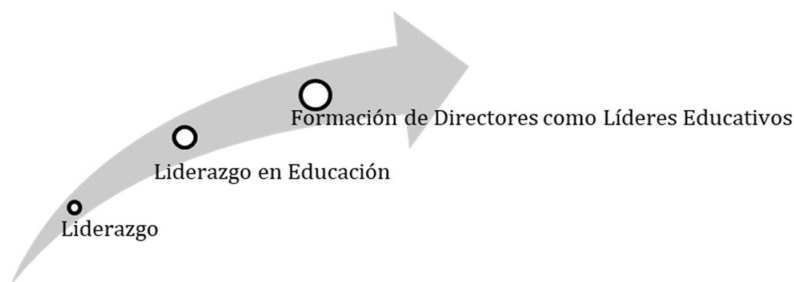 Formación de Directores como Líderes Educativos
Liderazgo en Educación
Liderazgo